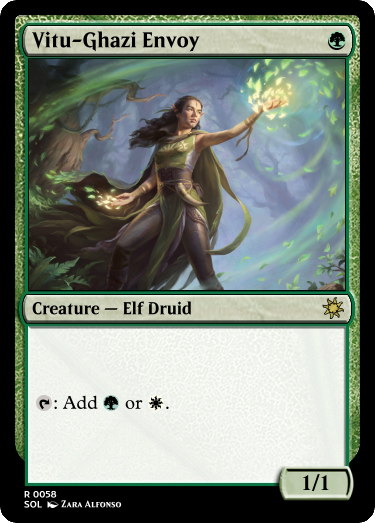 Vitu-Ghazi Envoy
Creature — Elf Druid
: Add or .
1/1
R 0058
SOL Zara Alfonso